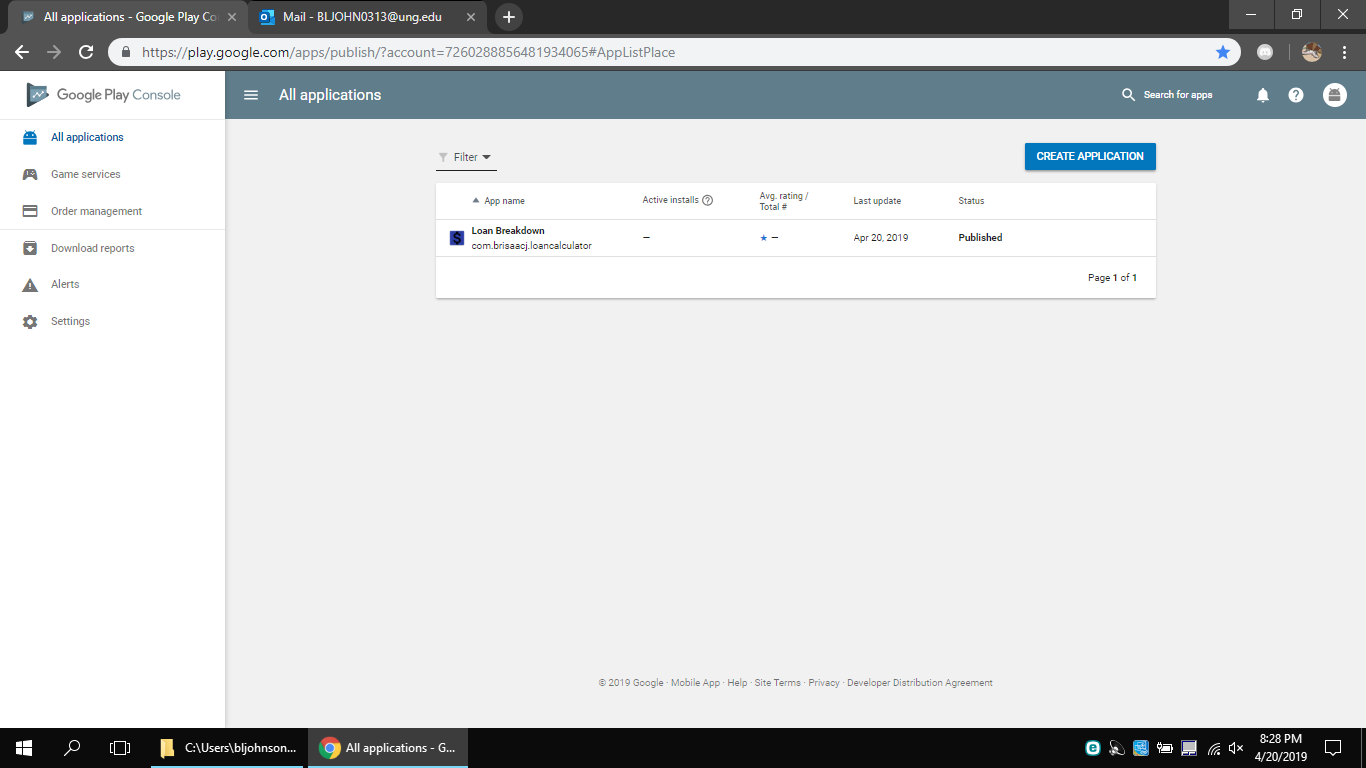 All applications - Google Play Co
Mail - BLJOHN0313@ung.edu
https://play.google.com/apps/publish/?account=7260288856481934065#AppListPlace
Google Play Console
All applications
Search for apps
All applications
Game services
Order management
Download reports
Alerts
Settings
Filter
CREATE APPLICATION
App name
Active installs
Avg. rating /
Total #
Last update
Status
Loan Breakdown
com.brisaacj.loancalculator
–
★ –
Apr 20, 2019
Published
Page 1 of 1
© 2019 Google · Mobile App · Help · Site Terms · Privacy · Developer Distribution Agreement
C:\Users\bljohnson...
All applications - G...
8:28 PM
4/20/2019